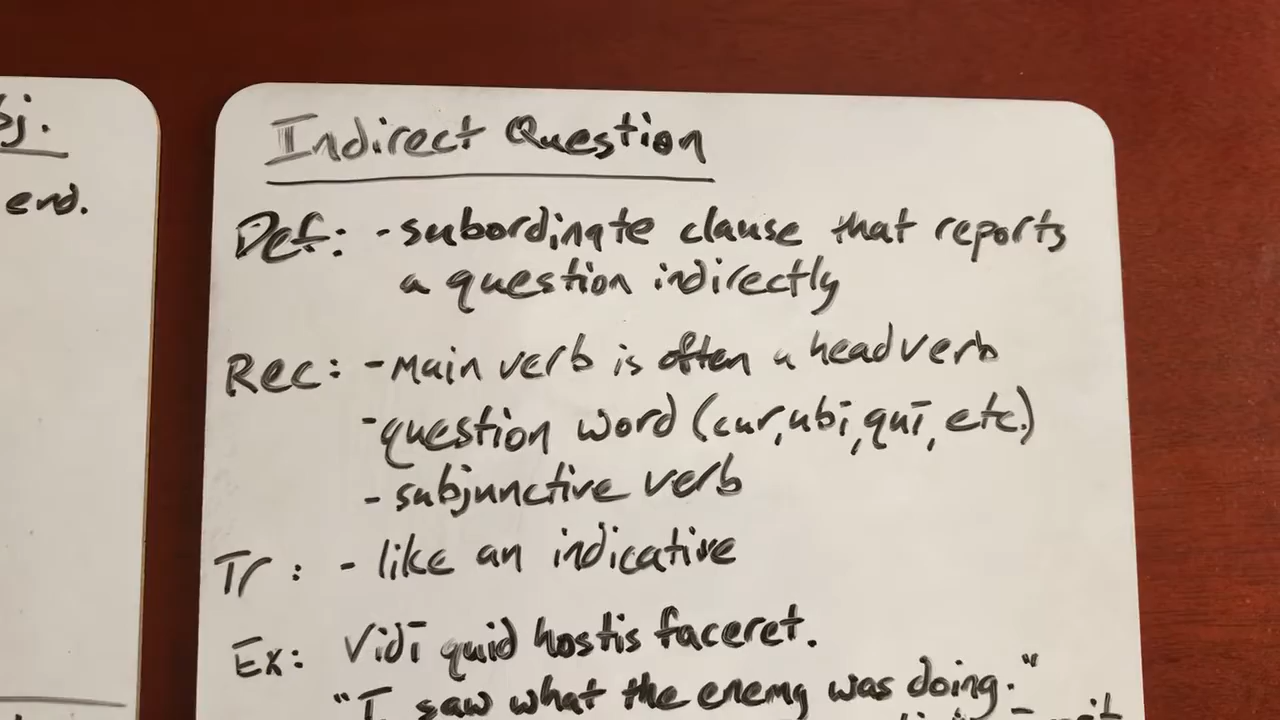 end.
Indirect Question
Def: - subordinate clause that reports
a question indirectly
Rec: - Main verb is often a head verb
- question word (cur, ubi, quī, etc.)
- subjunctive verb
Tr: - like an indicative
Ex: Vidī quid hostis faceret.
"I saw what the enemy was doing."